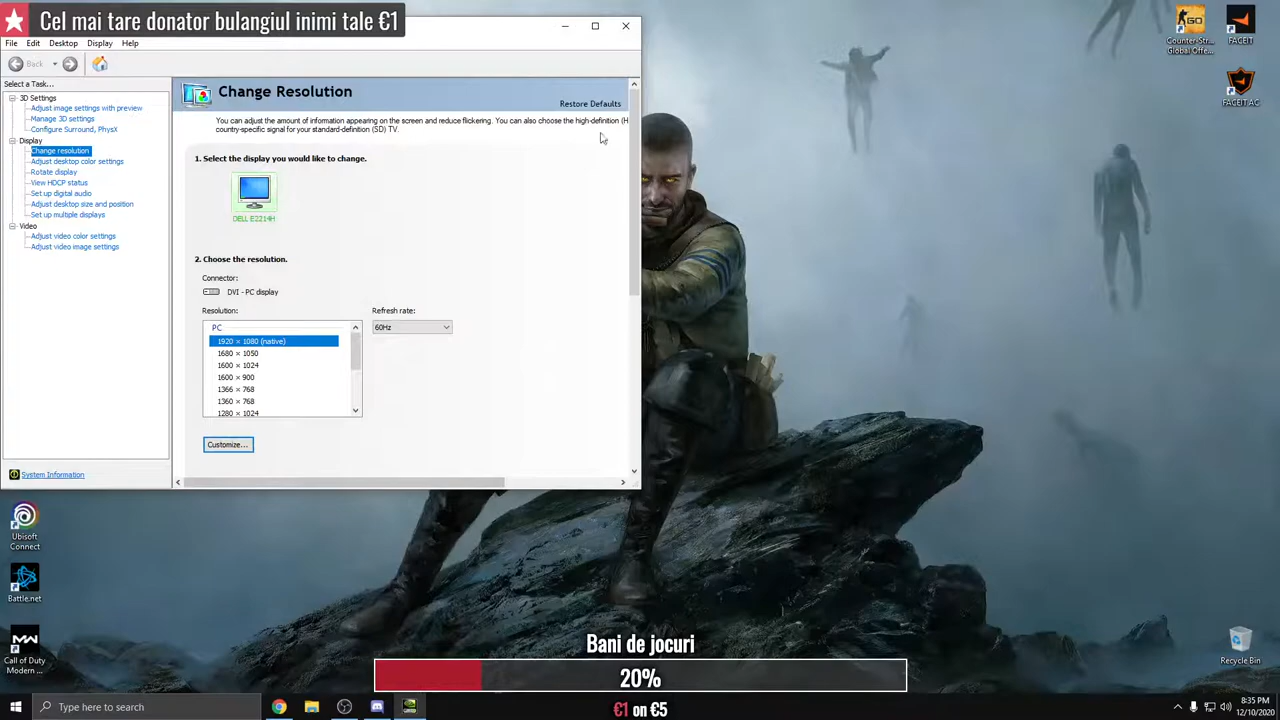 Cel mai tare donator bulangiul inimi tale €1
File Edit Desktop Display Help
Back
Select a Task...
3D Settings
Adjust image settings with preview
Manage 3D settings
Configure Surround, PhysX
Display
Change resolution
Adjust desktop color settings
Rotate display
View HDCP status
Set up digital audio
Adjust desktop size and position
Set up multiple displays
Video
Adjust video color settings
Adjust video image settings
System Information
Change Resolution
Restore Defaults
You can adjust the amount of information appearing on the screen and reduce flickering. You can also choose the high-definition (H
country-specific signal for your standard-definition (SD) TV.
1. Select the display you would like to change.
DELL E2214H
2. Choose the resolution.
Connector:
DVI - PC display
Resolution:
Refresh rate:
PC
60Hz
1920 × 1080 (native)
1680 × 1050
1600 × 1024
1600 × 900
1366 × 768
1360 × 768
1280 × 1024
Customize...
Counter-Str...
Global Offe...
FACEIT
FACEIT AC
Ubisoft
Connect
Battle.net
Call of Duty
Modern ...
Recycle Bin
Bani de jocuri
20%
€1 on €5
Type here to search
8:35 PM
12/10/2020